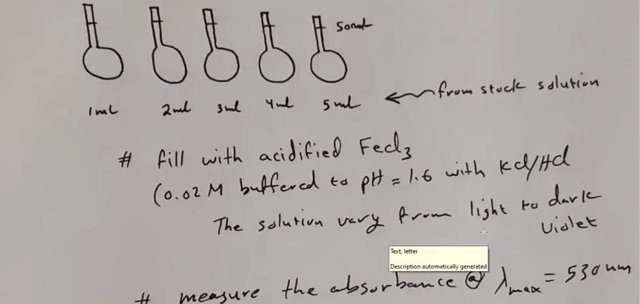 50ml
1ml 2ml 3ml 4ml 5ml from stock solution
# fill with acidified FeCl3
(0.02 M buffered to pH = 1.6 with KCl/HCl
The solution vary from light to dark
violet
Text, letter
Description automatically generated
# measure the absorbance @ λmax = 530 nm